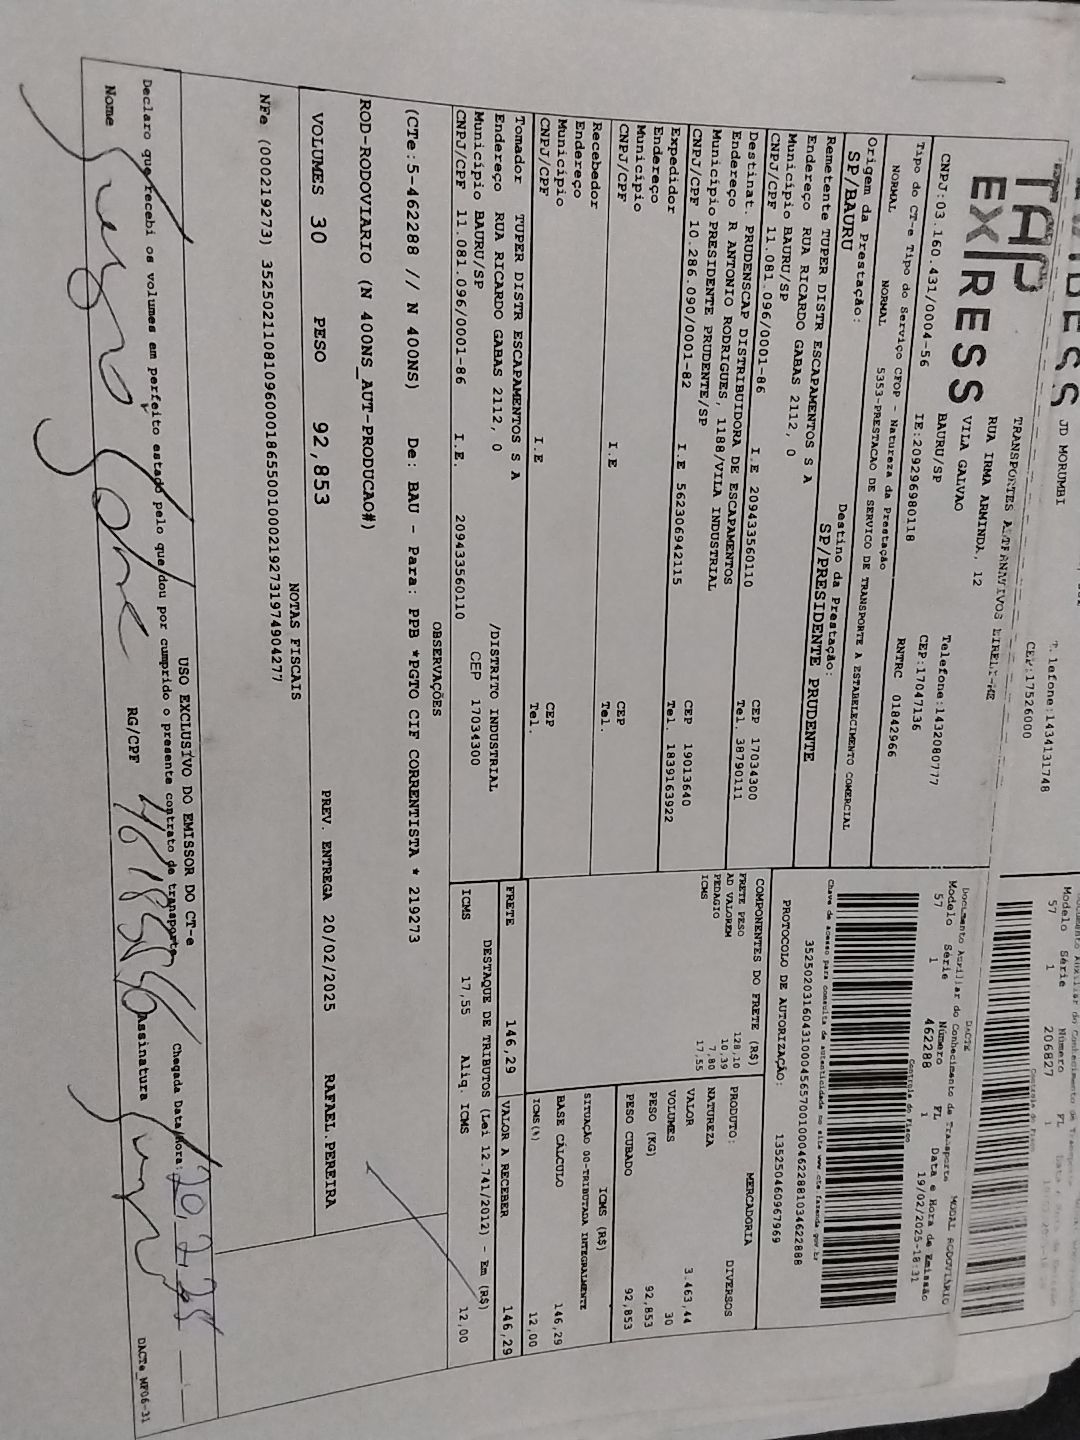 JD MORUMBI
T. lefone:1434131748
CEP:17526000
Modelo Série Número FL
57 1 206827 1
TAP
EXPRESS
TRANSPORTES ALTERNATIVOS EIRELI-ME
RUA IRMA ARMINDA, 12
VILA GALVAO
BAURU/SP
Telefone:1432080777
CNPJ:03.160.431/0004-56
IE:209296980118
CEP:17047136
RNTRC 01842966
DACTE
Documento Auxiliar do Conhecimento de Transporte
MODAL RODOVIÁRIO
Modelo Série Número FL Data e Hora de Emissão
57 1 462288 1 19/02/2025-18:31
Controle do Fisco
Tipo do CT-e Tipo do Serviço CFOP - Natureza da Prestação
NORMAL NORMAL 5353-PRESTACAO DE SERVICO DE TRANSPORTE A ESTABELECIMENTO COMERCIAL
Chave de acesso para consulta de autenticidade no site www.cte.fazenda.gov.br
PROTOCOLO DE AUTORIZAÇÃO: 135250460967969
Origem da Prestação:
SP/BAURU
Destino da Prestação:
SP/PRESIDENTE PRUDENTE
Remetente TUPER DISTR ESCAPAMENTOS S A
Endereço RUA RICARDO GABAS 2112, 0
Município BAURU/SP CEP 17034300
CNPJ/CPF 11.081.096/0001-86 I.E 209433560110 Tel. 38790111
Destinat. PRUDENSCAP DISTRIBUIDORA DE ESCAPAMENTOS
Endereço R ANTONIO RODRIGUES, 1188/VILA INDUSTRIAL
Município PRESIDENTE PRUDENTE/SP CEP 19013640
CNPJ/CPF 10.286.090/0001-82 I.E 562306942115 Tel. 1839163922
Expedidor
Endereço
Município CEP
CNPJ/CPF I.E Tel.
Recebedor
Endereço
Município CEP
CNPJ/CPF I.E Tel.
Tomador TUPER DISTR ESCAPAMENTOS S A
Endereço RUA RICARDO GABAS 2112, 0 /DISTRITO INDUSTRIAL
Município BAURU/SP CEP 17034300
CNPJ/CPF 11.081.096/0001-86 I.E. 209433560110
COMPONENTES DO FRETE (R$)
FRETE PESO 128,10
AD VALOREM 10,39
PEDAGIO 7,80
ICMS 17,55
MERCADORIA
PRODUTO: DIVERSOS
NATUREZA
VALOR 3.463,44
VOLUMES 30
PESO (KG) 92,853
PESO CUBADO 92,853
ICMS (R$)
SITUAÇÃO 00-TRIBUTADA INTEGRALMENTE
BASE CÁLCULO 146,29
ICMS(%) 12,00
FRETE 146,29 VALOR A RECEBER 146,29
DESTAQUE DE TRIBUTOS (Lei 12.741/2012) - Em (R$)
ICMS 17,55 Aliq. ICMS 12,00
OBSERVAÇÕES
(CTe:5-462288 // N 400NS) De: BAU - Para: PPB *PGTO CIF CORRENTISTA * 219273
ROD-RODOVIARIO (N 400NS_AUT-PRODUCAO#)
VOLUMES 30 PESO 92,853 PREV. ENTREGA 20/02/2025 RAFAEL.PEREIRA
NOTAS FISCAIS
USO EXCLUSIVO DO EMISSOR DO CT-e
Declaro que recebi os volumes em perfeito estado pelo que dou por cumprido o presente contrato de transporte
Chegada Data/Hora: 20 2 25
Nome RG/CPF Assinatura
DACTe_MF06-31